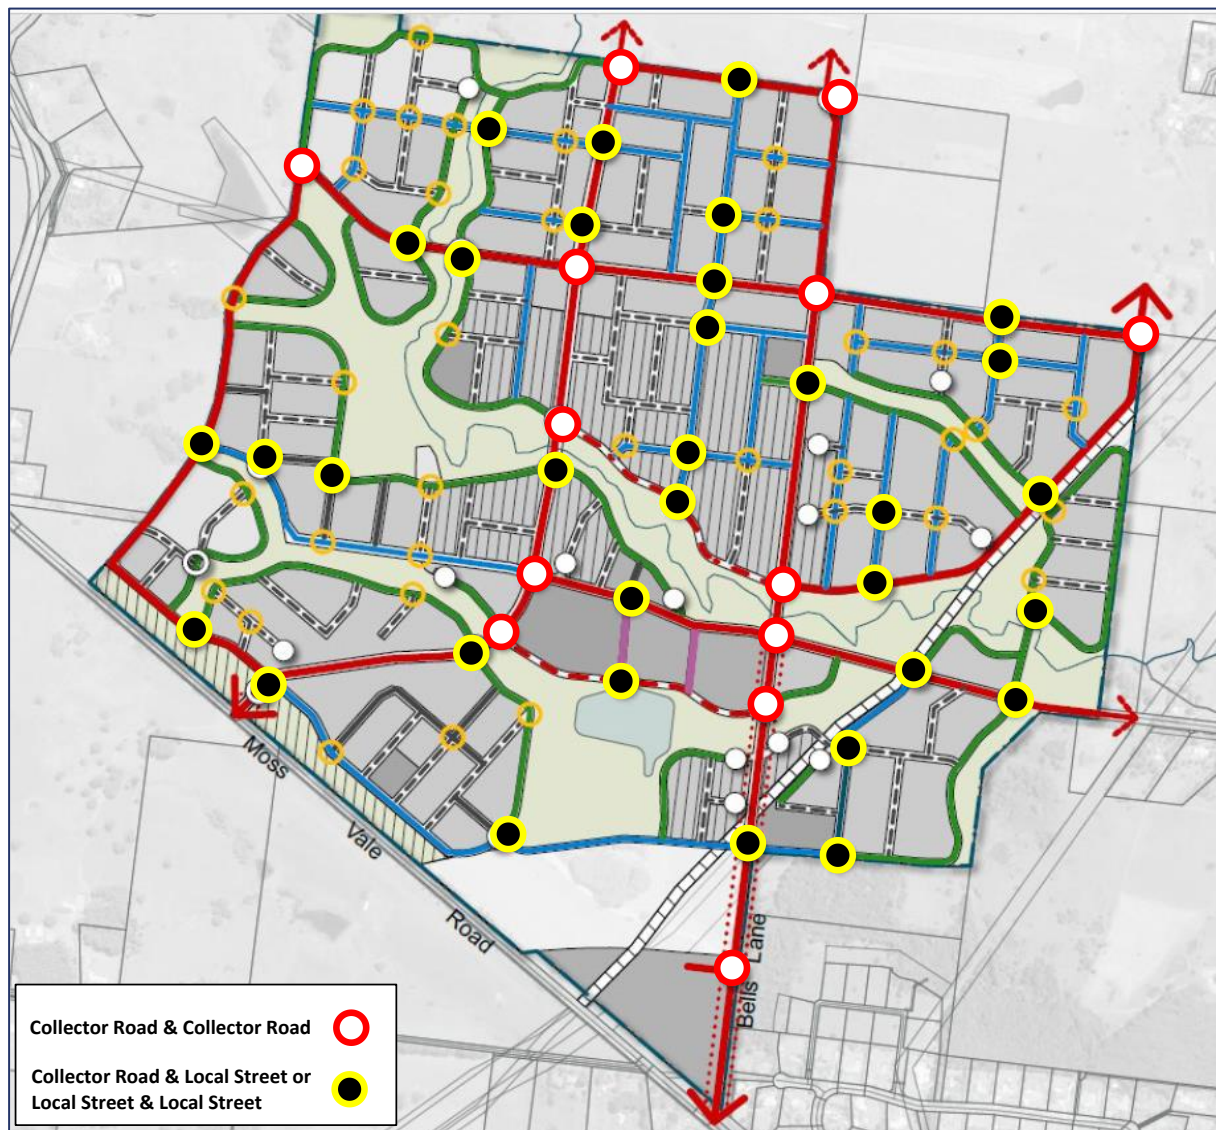 Moss
Vale
Road
Bells Lane
Collector Road & Collector Road
Collector Road & Local Street or
Local Street & Local Street